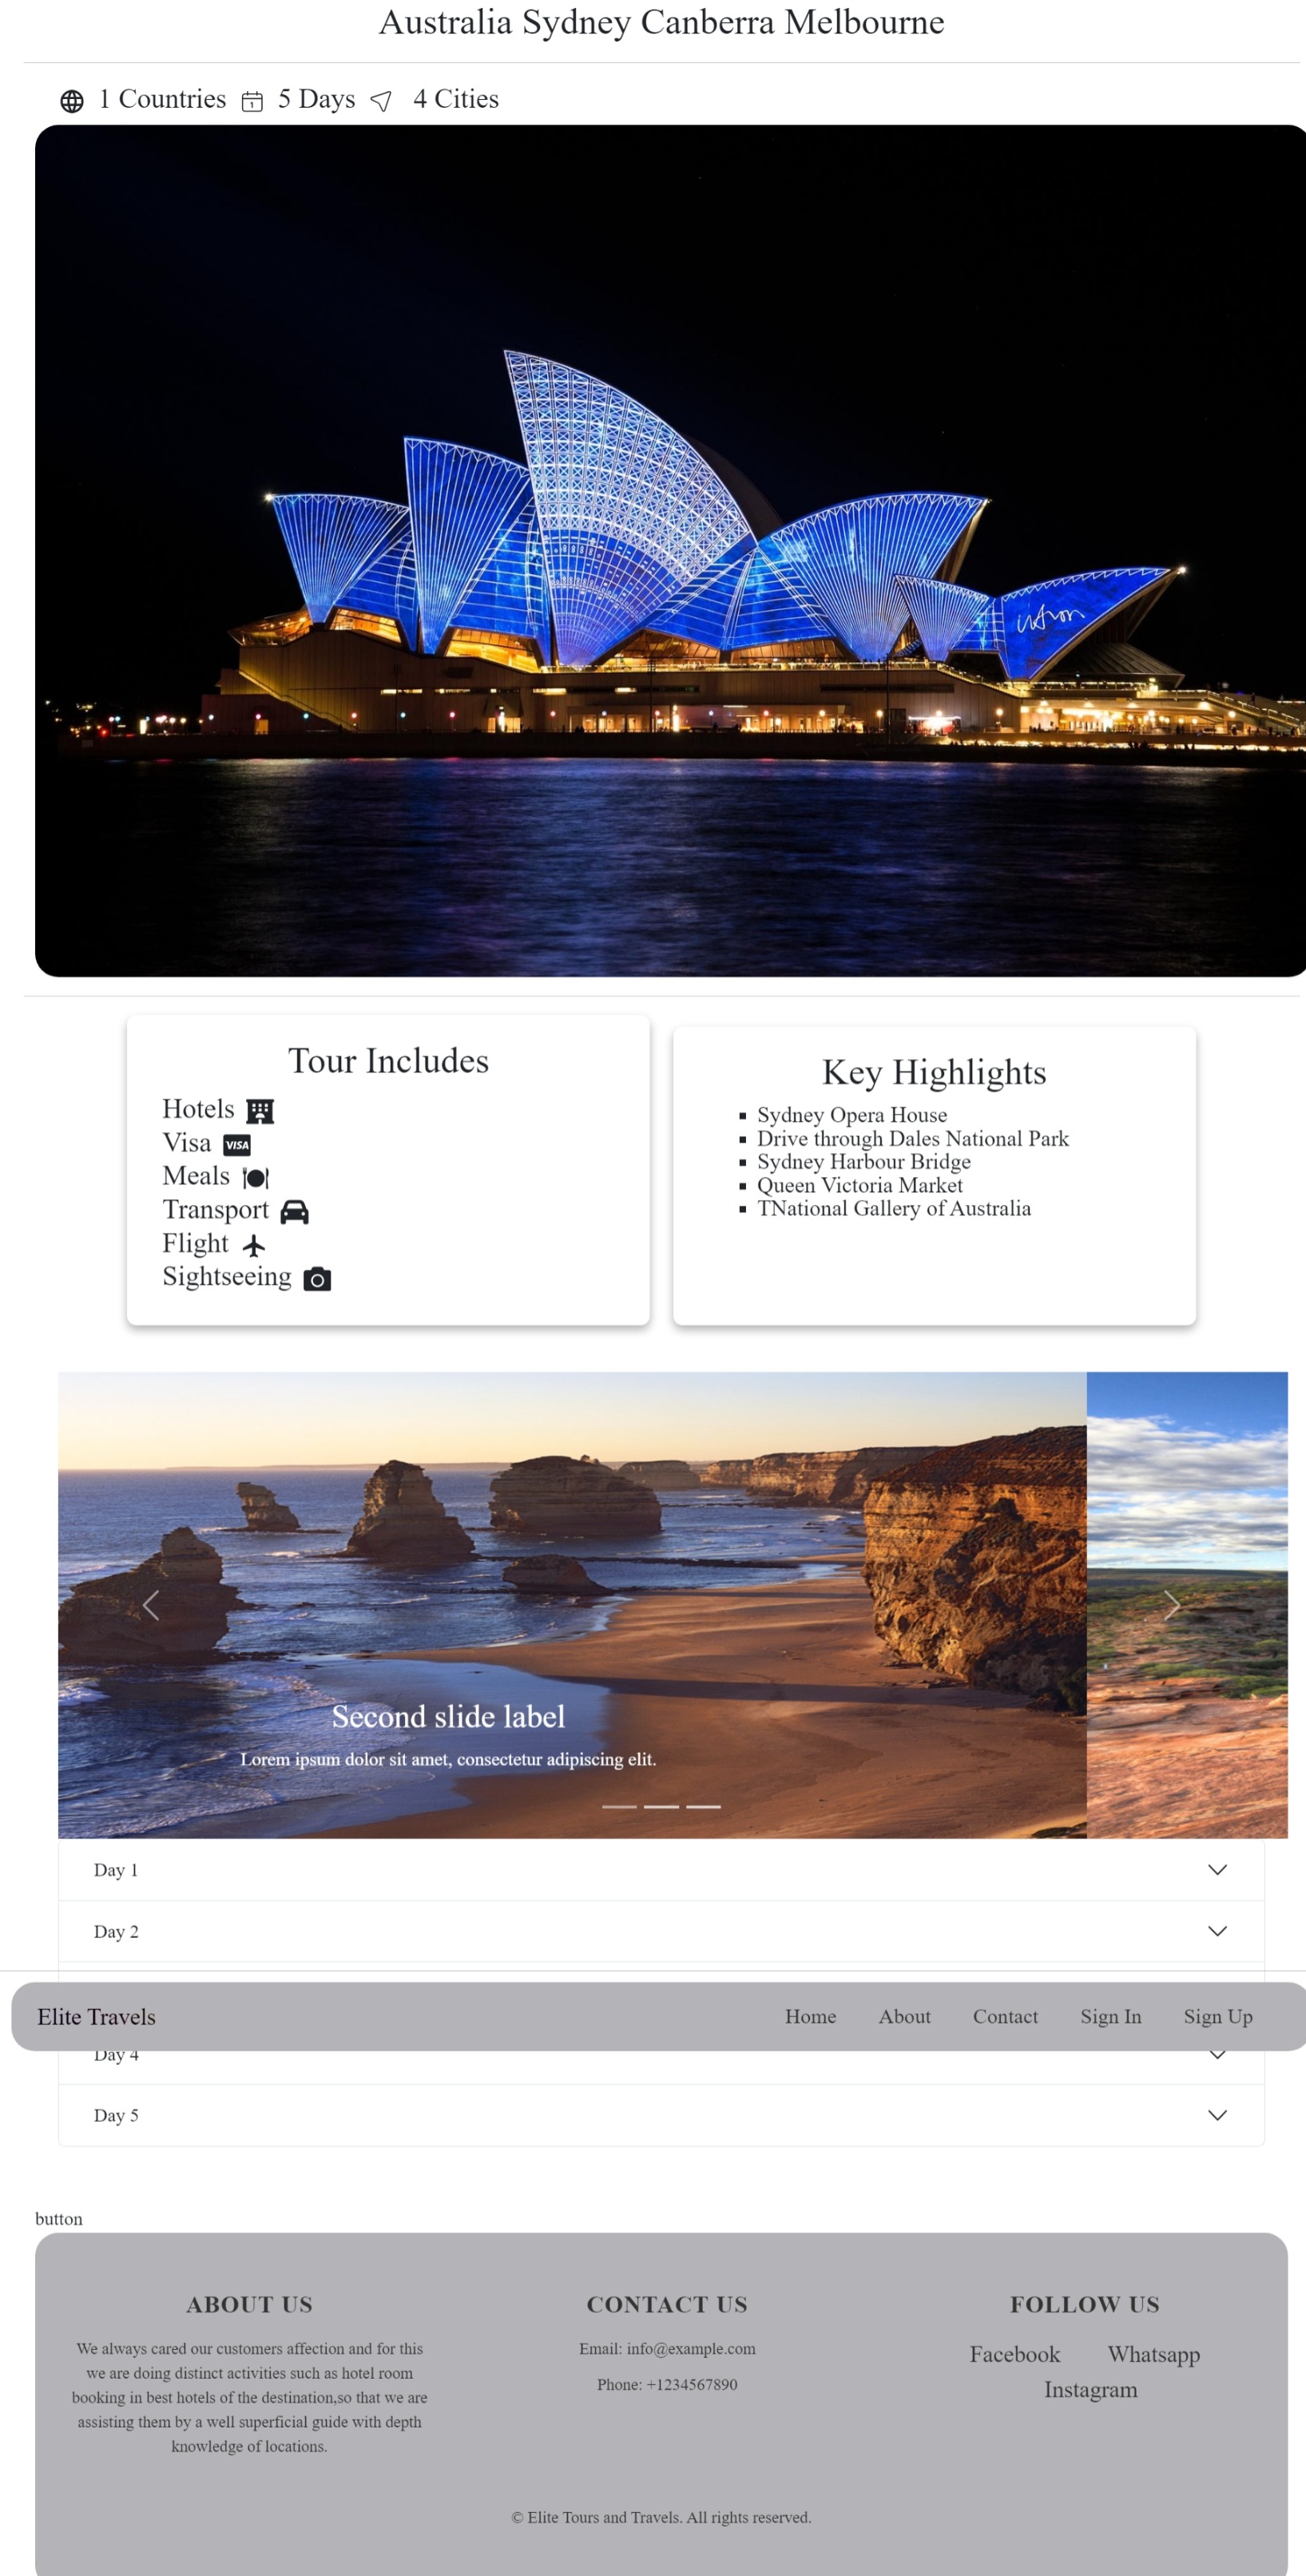 Australia Sydney Canberra Melbourne
1 Countries 1 5 Days 4 Cities
utzon
Tour Includes
Hotels
Visa VISA
Meals
Transport
Flight
Sightseeing
Key Highlights
Sydney Opera House
Drive through Dales National Park
Sydney Harbour Bridge
Queen Victoria Market
TNational Gallery of Australia
Second slide label
Lorem ipsum dolor sit amet, consectetur adipiscing elit.
Day 1
Day 2
Elite Travels Home About Contact Sign In Sign Up
Day 4
Day 5
button
ABOUT US
We always cared our customers affection and for this
we are doing distinct activities such as hotel room
booking in best hotels of the destination,so that we are
assisting them by a well superficial guide with depth
knowledge of locations.
CONTACT US
Email: info@example.com
Phone: +1234567890
FOLLOW US
Facebook Whatsapp
Instagram
© Elite Tours and Travels. All rights reserved.